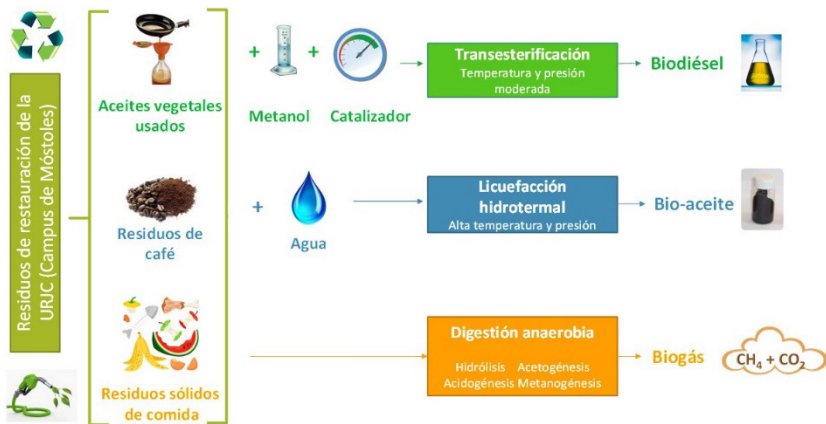 Residuos de restauración de la
URJC (Campus de Móstoles)
Aceites vegetales
usados
+
Metanol
+
Catalizador
Transesterificación
Temperatura y presión
moderada
Biodiésel
Residuos de
café
+
Agua
Licuefacción
hidrotermal
Alta temperatura y presión
Bio-aceite
Residuos sólidos
de comida
Digestión anaerobia
Hidrólisis Acetogénesis
Acidogénesis Metanogénesis
Biogás
CH₄ + CO₂